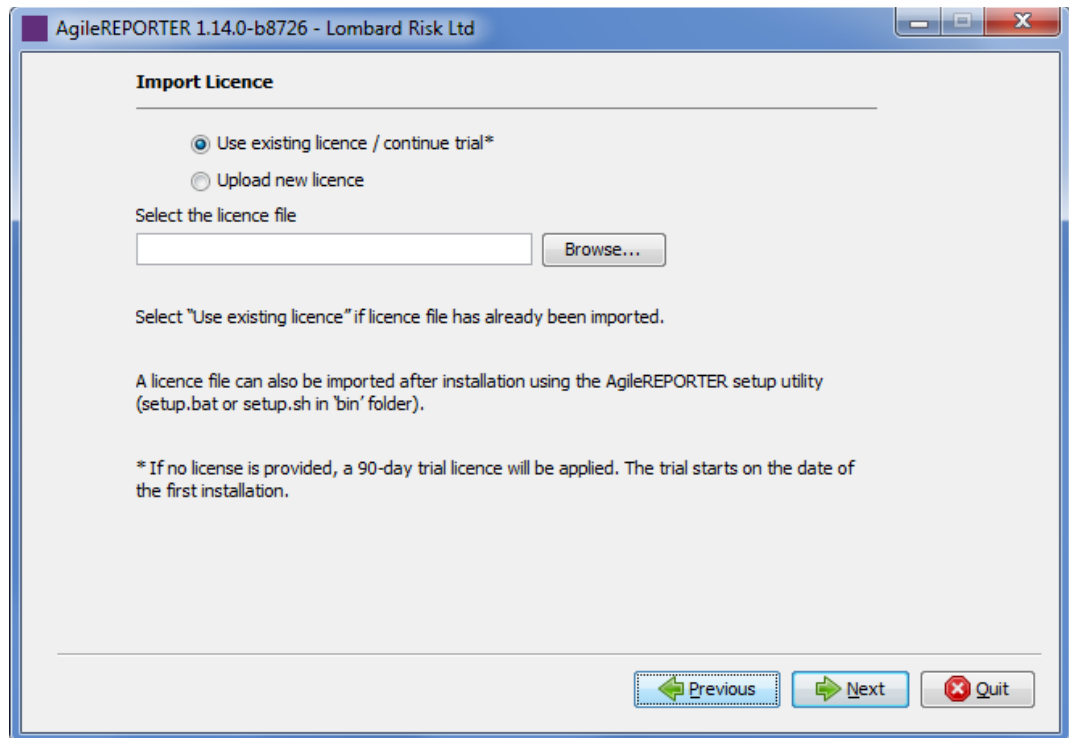 AgileREPORTER 1.14.0-b8726 - Lombard Risk Ltd
Import Licence
Use existing licence / continue trial*
Upload new licence
Select the licence file
Browse...
Select “Use existing licence” if licence file has already been imported.
A licence file can also be imported after installation using the AgileREPORTER setup utility
(setup.bat or setup.sh in ‘bin’ folder).
* If no license is provided, a 90-day trial licence will be applied. The trial starts on the date of
the first installation.
Previous Next Quit